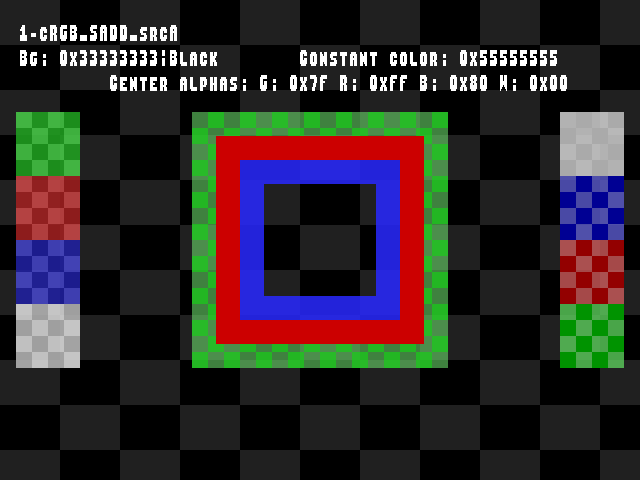 1-cRGB_SADD_srcA
Bg: 0x33333333;Black Constant color: 0x55555555
Center alphas: G: 0x7F R: 0xFF B: 0x80 W: 0x00